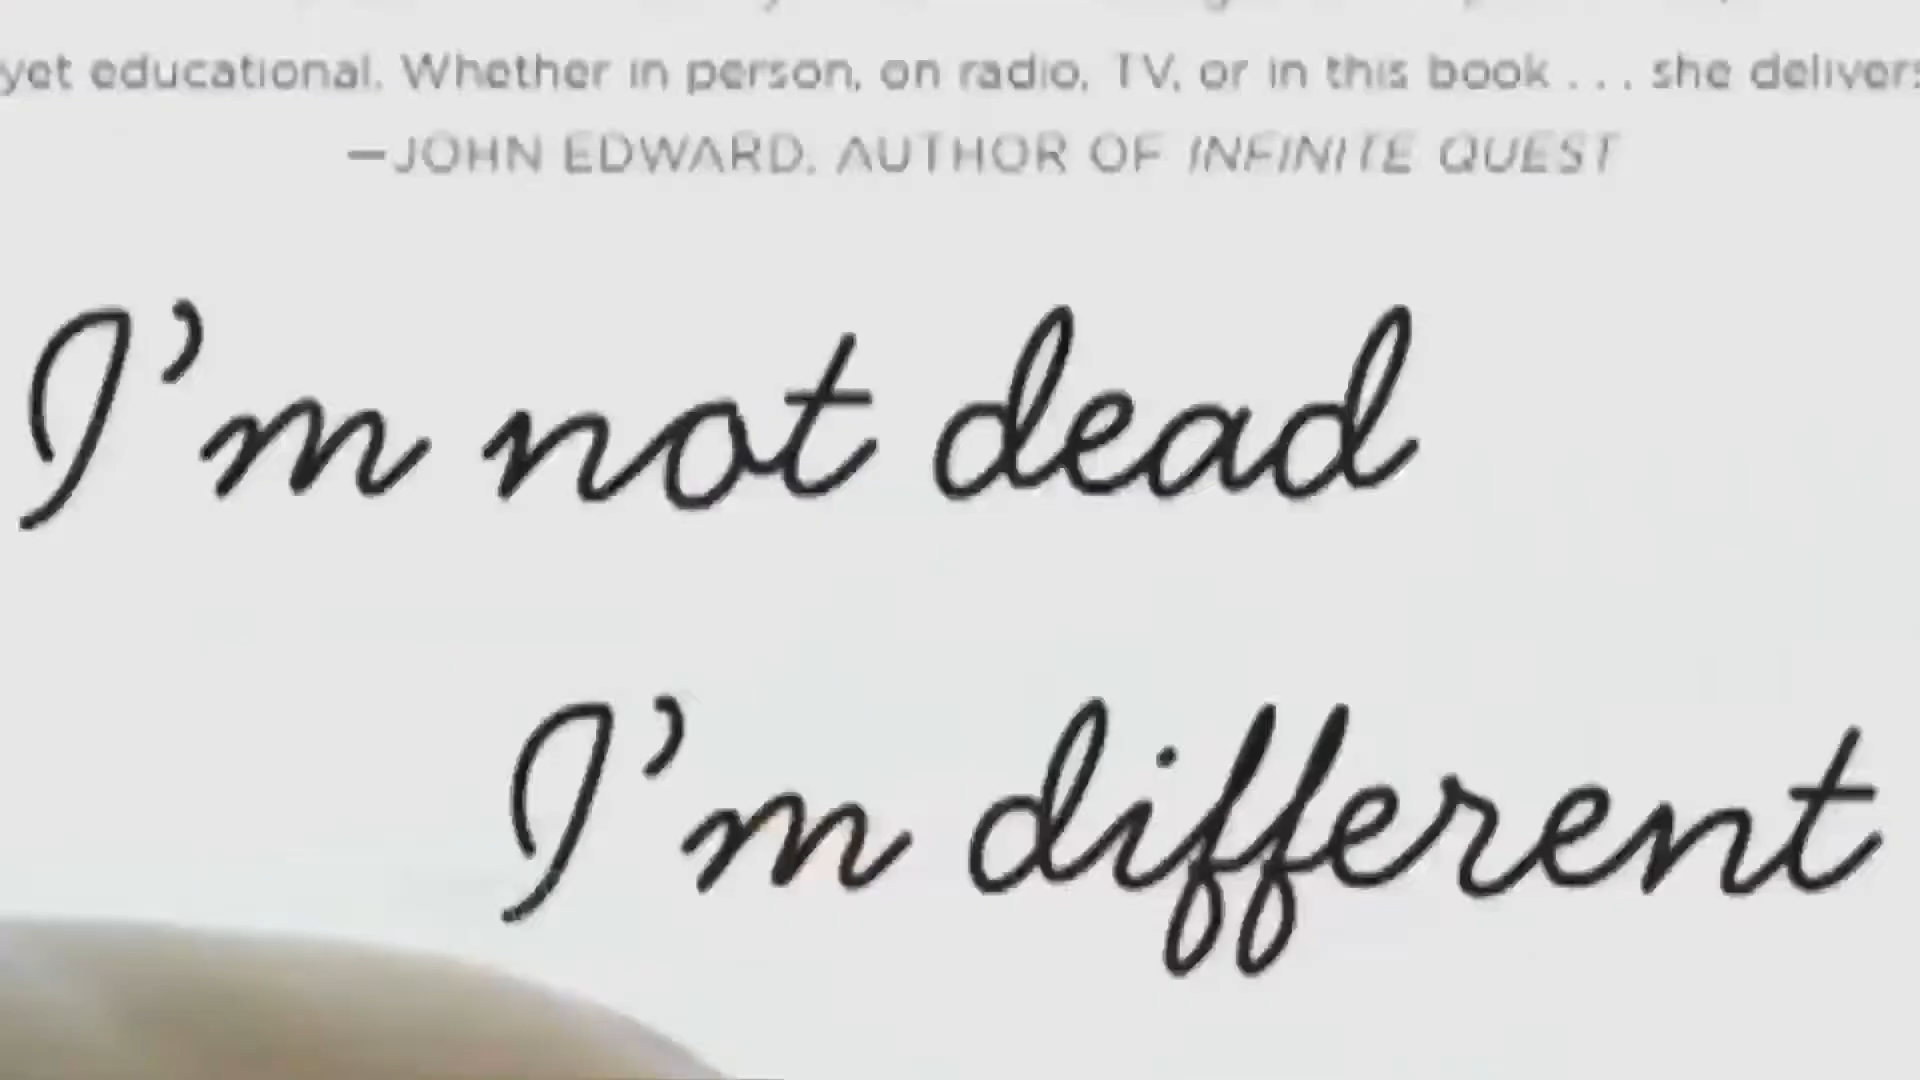 yet educational. Whether in person, on radio, TV, or in this book . . . she delivers
—JOHN EDWARD, AUTHOR OF INFINITE QUEST
I'm not dead
I'm different